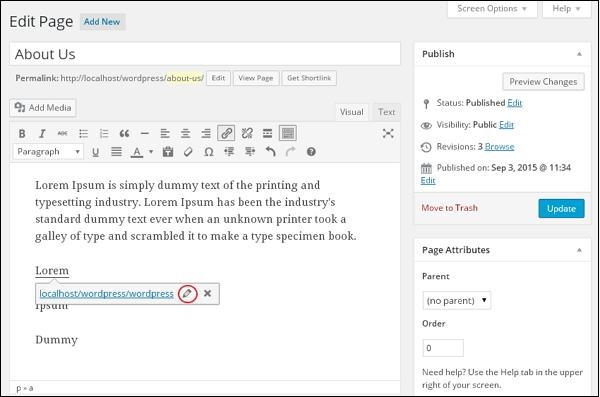 Screen Options Help
Edit Page Add New
About Us
Permalink: http://localhost/wordpress/about-us/ Edit View Page Get Shortlink
Add Media
Visual Text
B I ABC
Paragraph U A Ω ?
Lorem Ipsum is simply dummy text of the printing and
typesetting industry. Lorem Ipsum has been the industry's
standard dummy text ever when an unknown printer took a
galley of type and scrambled it to make a type specimen book.
Lorem
localhost/wordpress/wordpress
Ipsum
Dummy
p » a
Publish
Preview Changes
Status: Published Edit
Visibility: Public Edit
Revisions: 3 Browse
Published on: Sep 3, 2015 @ 11:34
Edit
Move to Trash Update
Page Attributes
Parent
(no parent)
Order
0
Need help? Use the Help tab in the upper
right of your screen.